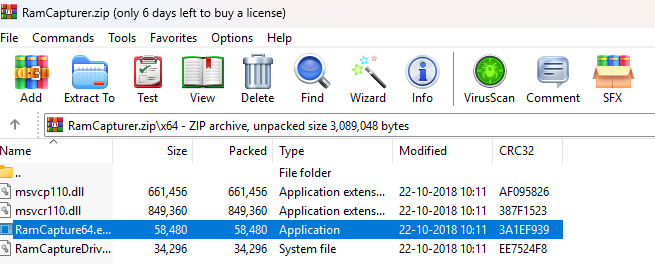 RamCapturer.zip (only 6 days left to buy a license)
File Commands Tools Favorites Options Help
Add Extract To Test View Delete Find Wizard Info VirusScan Comment SFX
RamCapturer.zip\x64 - ZIP archive, unpacked size 3,089,048 bytes
Name Size Packed Type Modified CRC32
.. File folder
msvcp110.dll 661,456 661,456 Application extens... 22-10-2018 10:11 AF095826
msvcr110.dll 849,360 849,360 Application extens... 22-10-2018 10:11 387F1523
RamCapture64.e... 58,480 58,480 Application 22-10-2018 10:11 3A1EF939
RamCaptureDriv... 34,296 34,296 System file 22-10-2018 10:11 EE7524F8